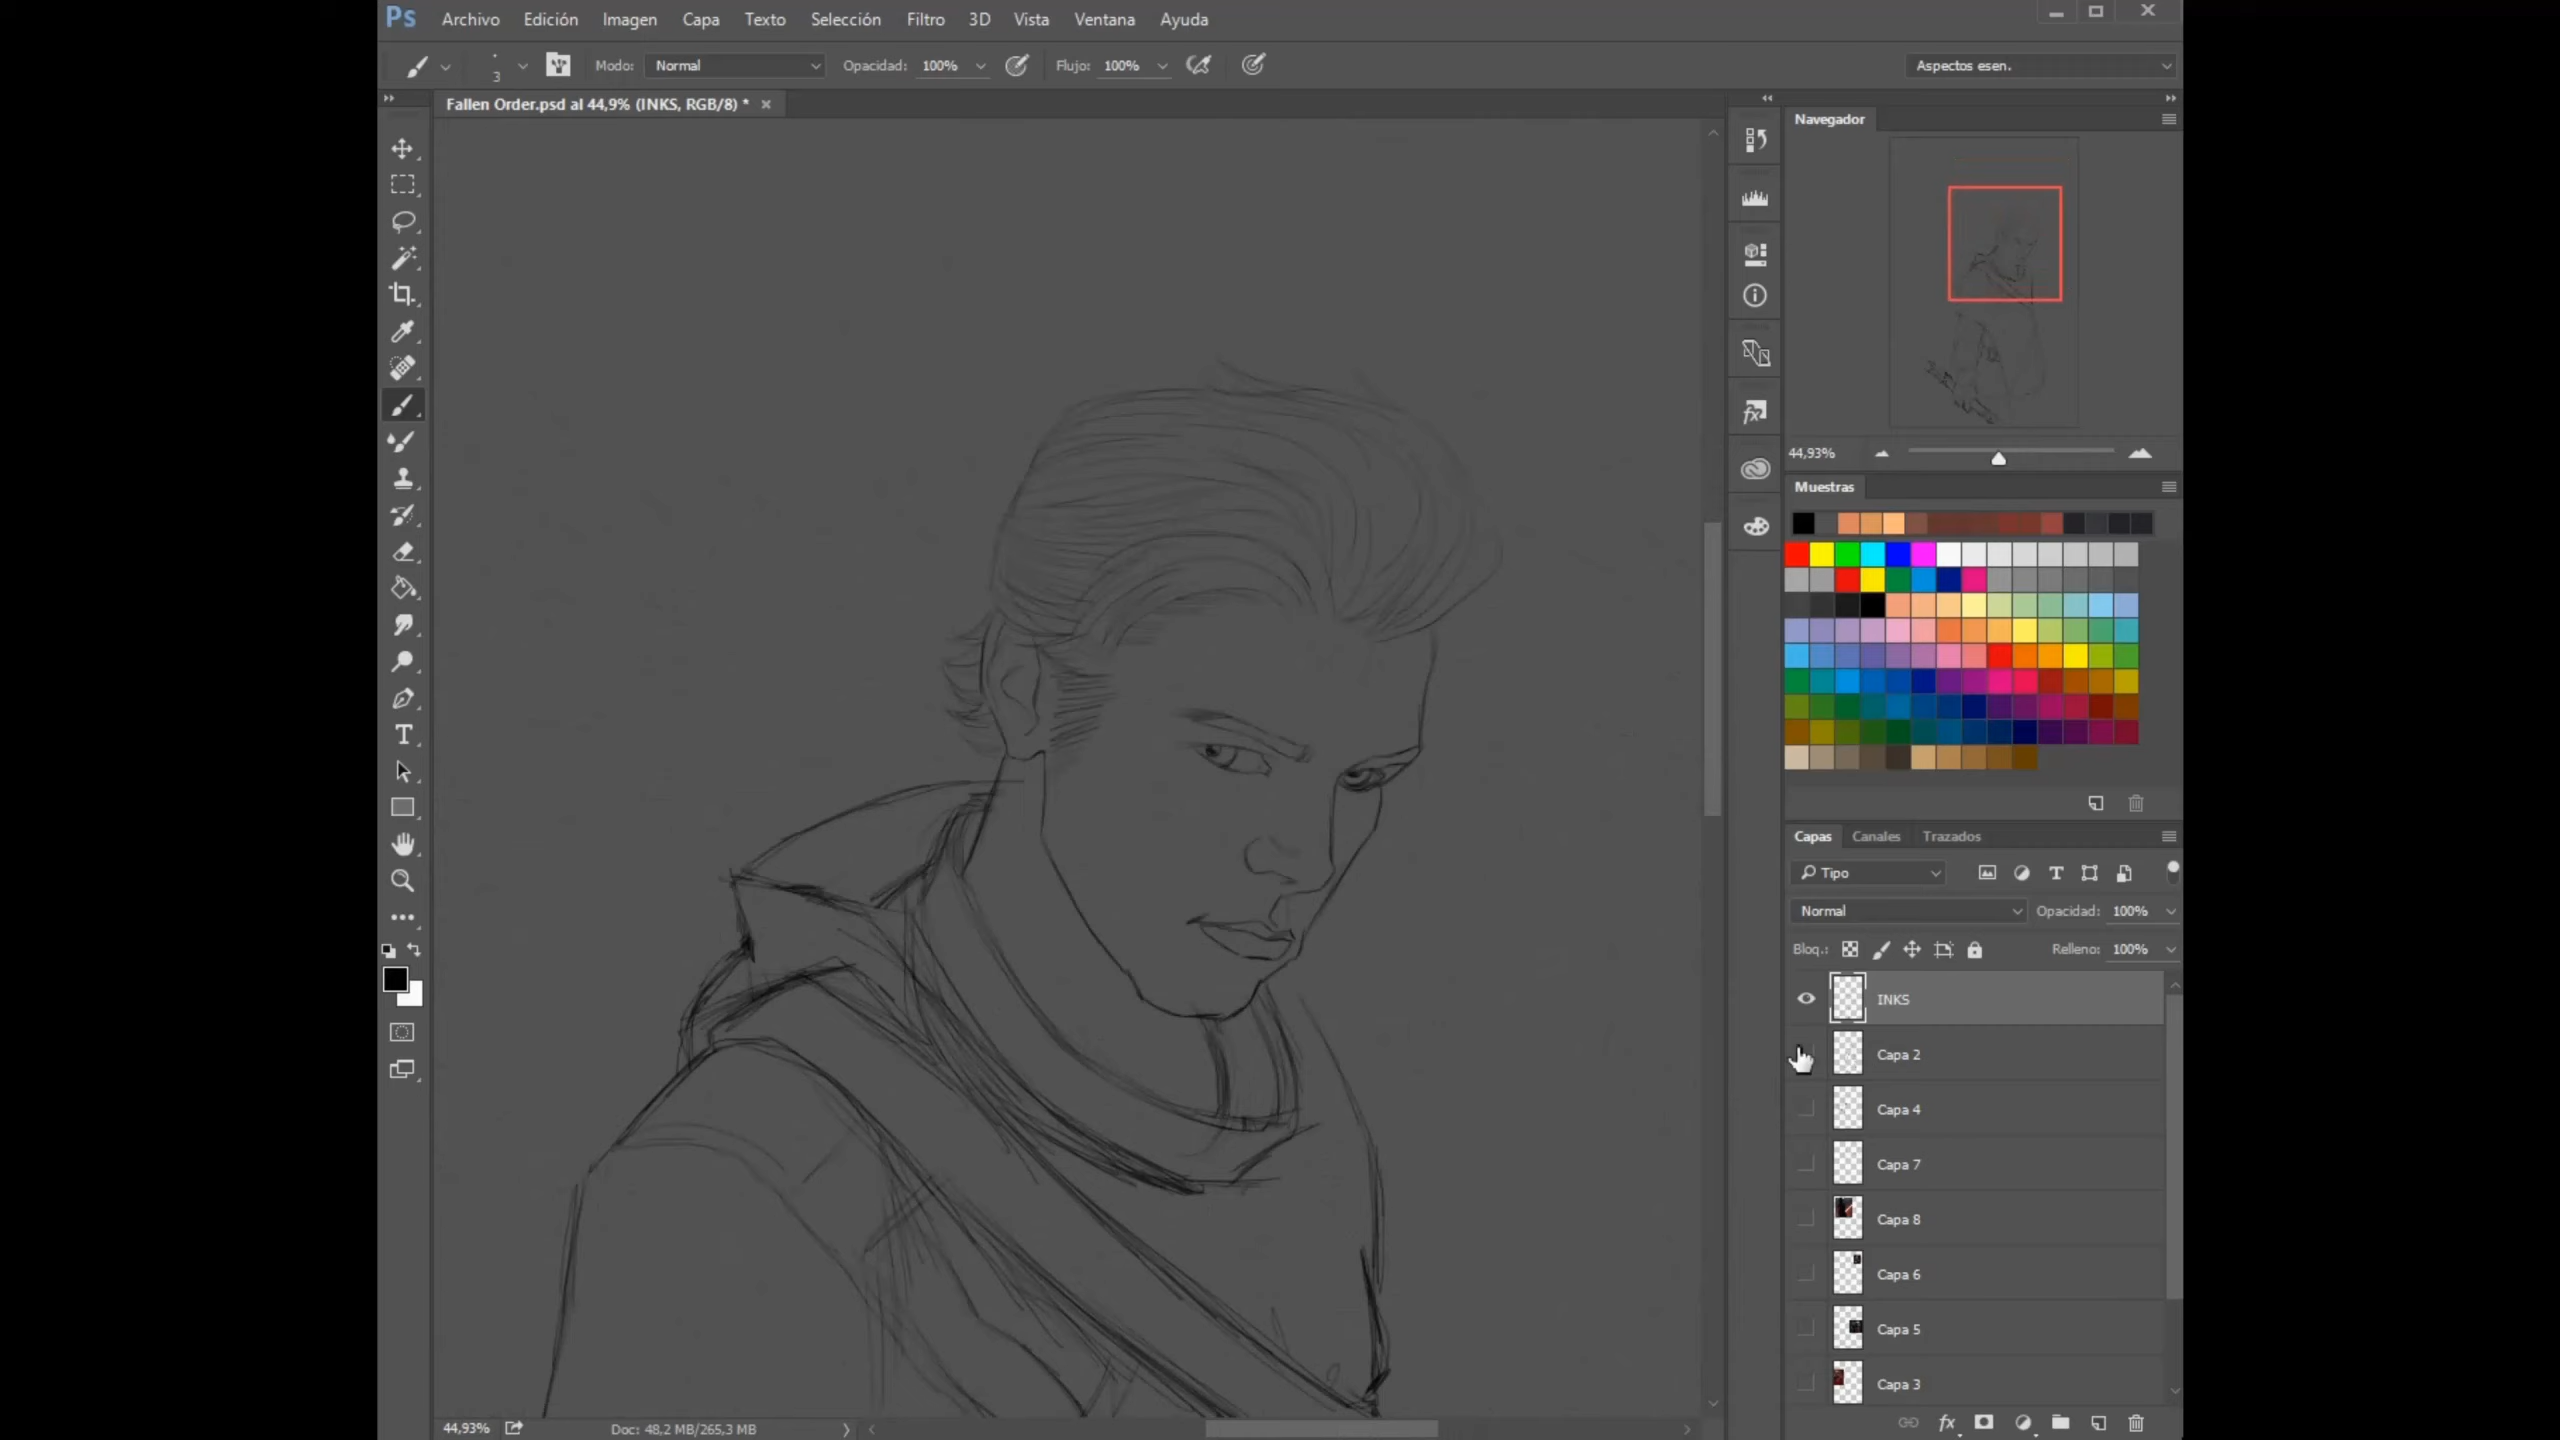 Ps Archivo Edición Imagen Capa Texto Selección Filtro 3D Vista Ventana Ayuda
3 Modo: Normal Opacidad: 100% Flujo: 100% Aspectos esen.
Fallen Order.psd al 44,9% (INKS, RGB/8) *
Navegador
44,93%
Muestras
Capas Canales Trazados
Tipo
Normal Opacidad: 100%
Bloq.: Relleno: 100%
INKS
Capa 2
Capa 4
Capa 7
Capa 8
Capa 6
Capa 5
Capa 3
44,93% Doc: 48,2 MB/265,3 MB